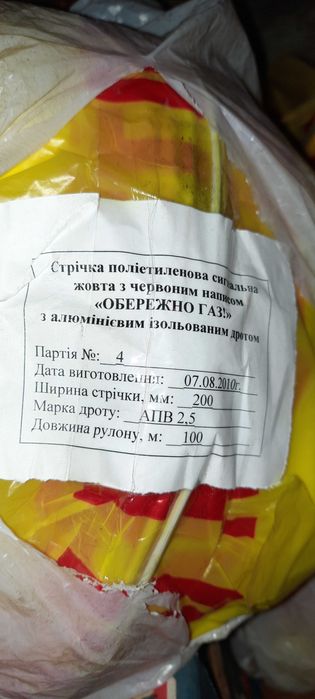 Стрічка поліетиленова сигнальна
жовта з червоним написом
«ОБЕРЕЖНО ГАЗ!»
з алюмінієвим ізольованим дротом
Партія №: 4
Дата виготовлення: 07.08.2010г.
Ширина стрічки, мм: 200
Марка дроту: АПВ 2,5
Довжина рулону, м: 100